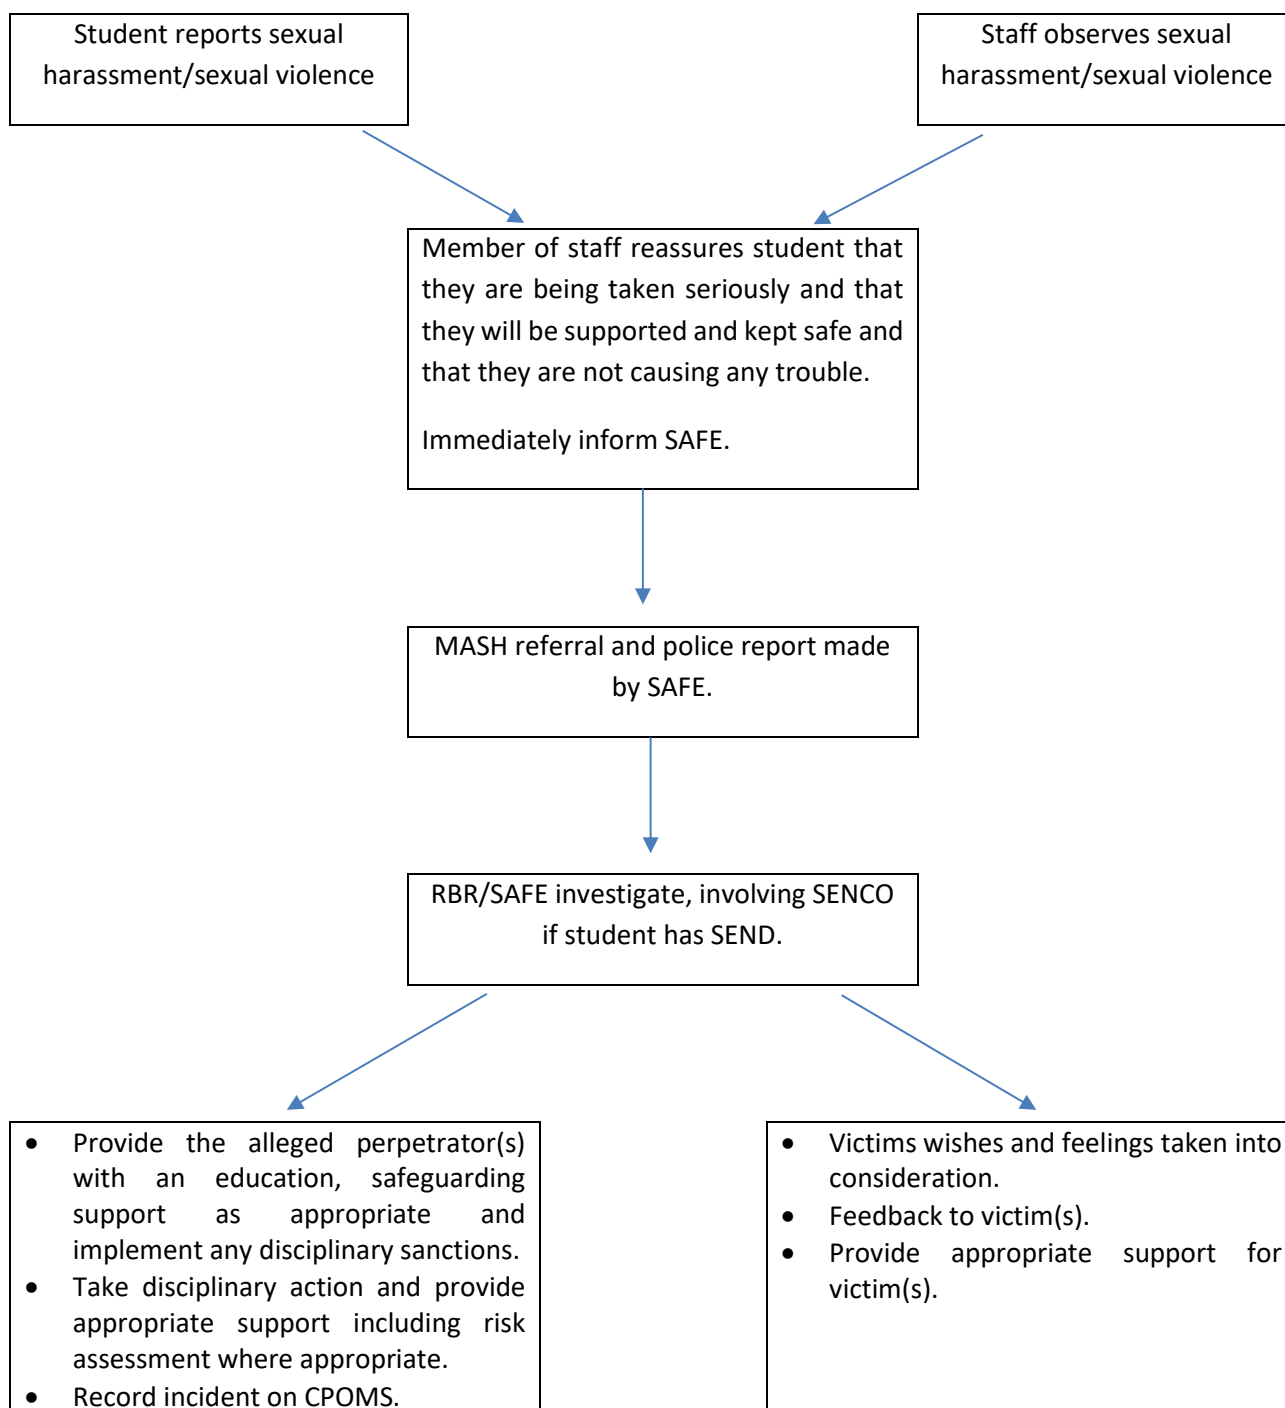 Student reports sexual
harassment/sexual violence
Staff observes sexual
harassment/sexual violence
Member of staff reassures student that
they are being taken seriously and that
they will be supported and kept safe and
that they are not causing any trouble.
Immediately inform SAFE.
MASH referral and police report made
by SAFE.
RBR/SAFE investigate, involving SENCO
if student has SEND.
• Provide the alleged perpetrator(s)
with an education, safeguarding
support as appropriate and
implement any disciplinary sanctions.
• Take disciplinary action and provide
appropriate support including risk
assessment where appropriate.
• Record incident on CPOMS.
• Victims wishes and feelings taken into
consideration.
• Feedback to victim(s).
• Provide appropriate support for
victim(s).